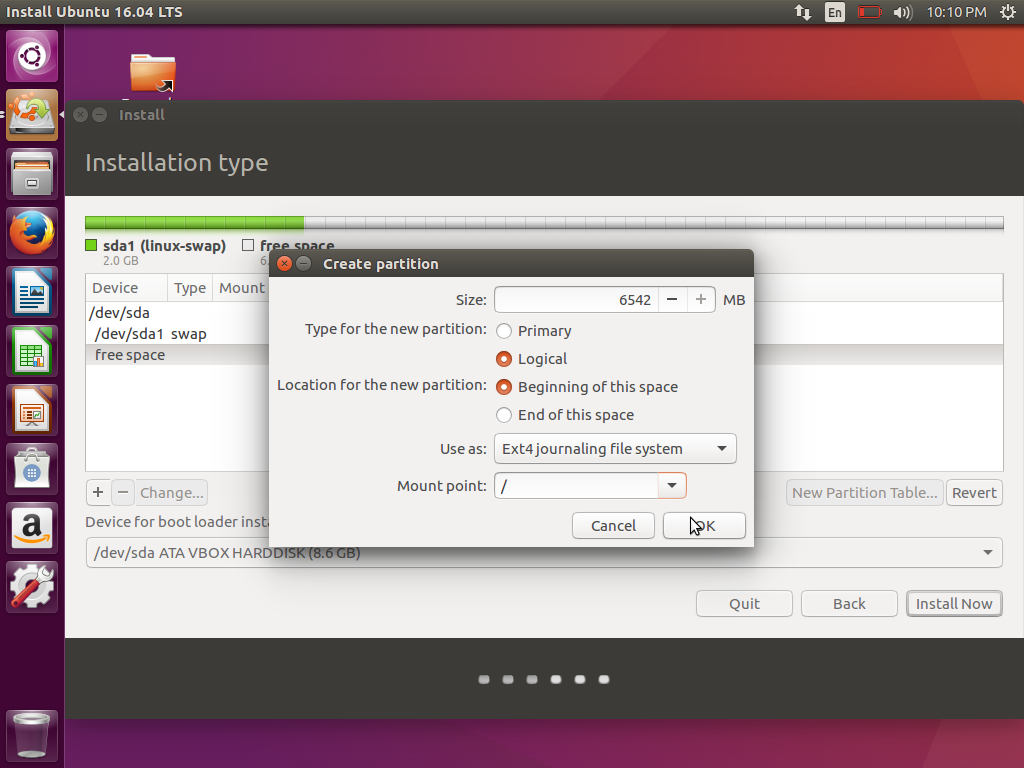 Install Ubuntu 16.04 LTS
En
10:10 PM
Install
Installation type
sda1 (linux-swap)
free space
2.0 GB
Device
Type
Mount
/dev/sda
/dev/sda1 swap
free space
Create partition
Size:
6542
MB
Type for the new partition:
Primary
Logical
Location for the new partition:
Beginning of this space
End of this space
Use as:
Ext4 journaling file system
Mount point:
/
Cancel
OK
Change...
New Partition Table...
Revert
Device for boot loader
/dev/sda ATA VBOX HARDDISK (8.6 GB)
Quit
Back
Install Now